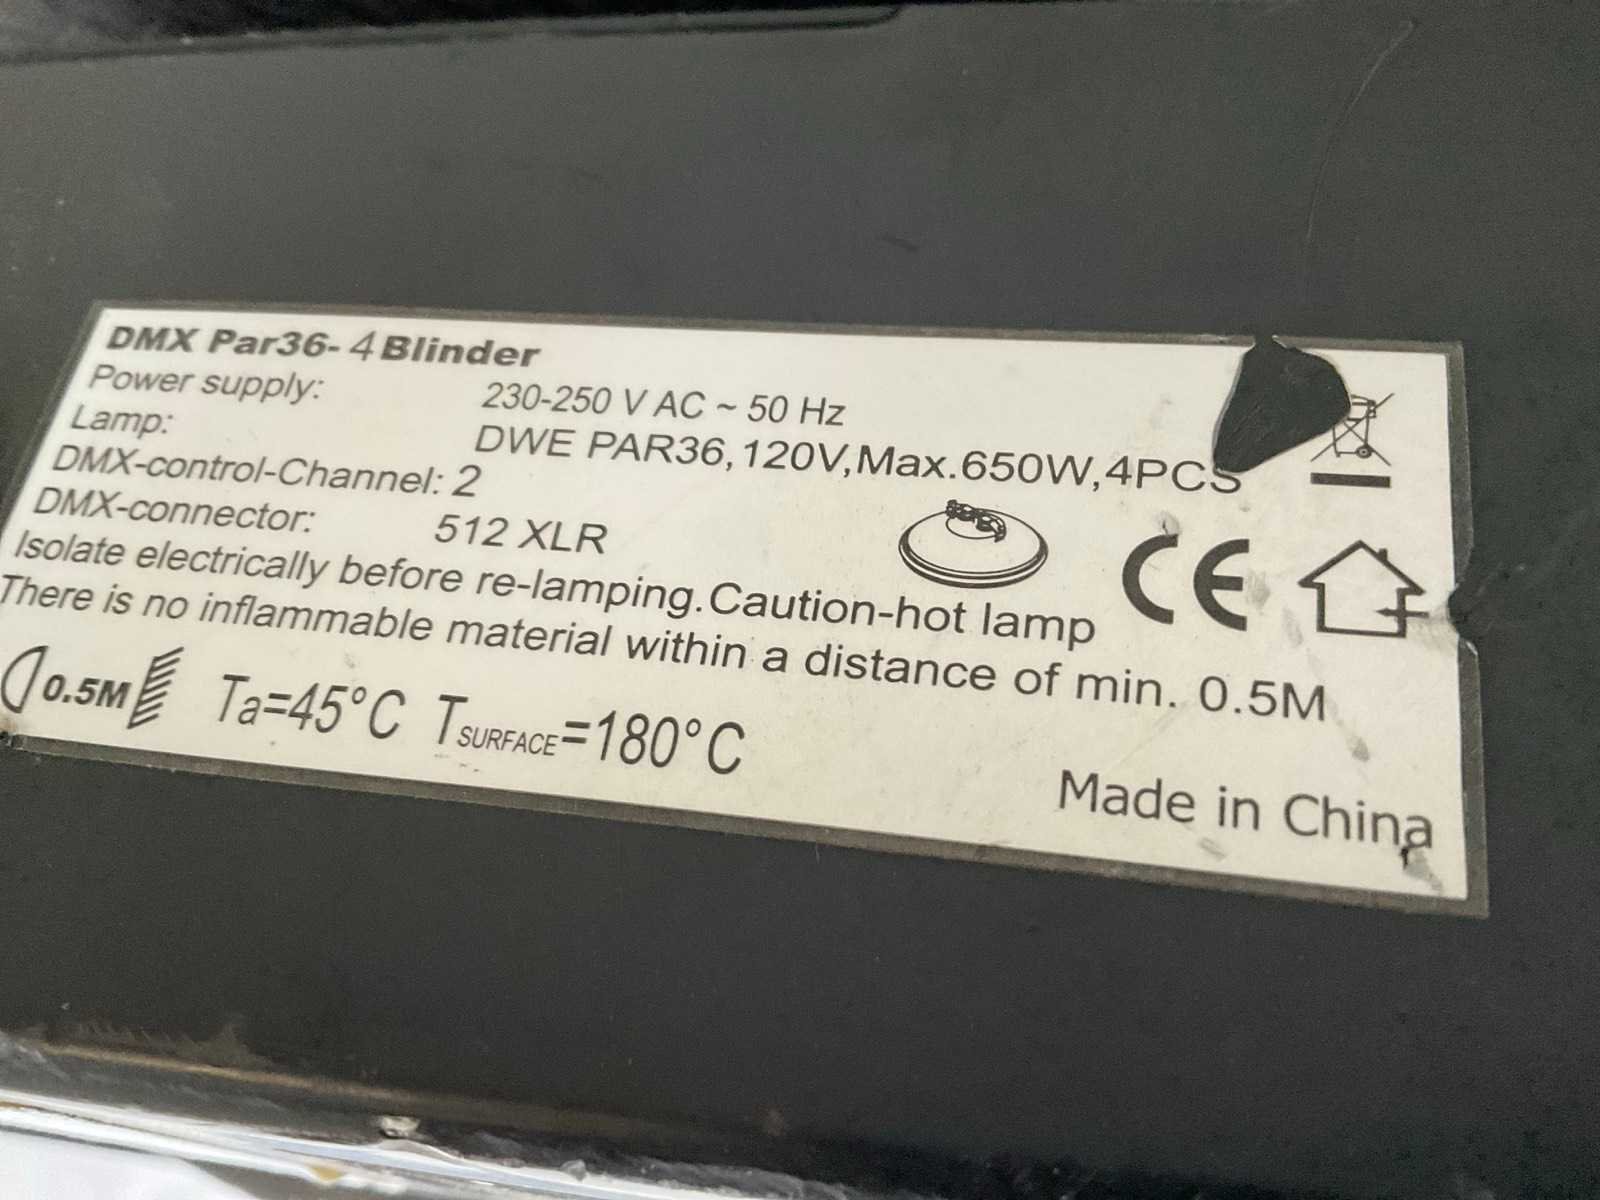 DMX Par36- 4 Blinder
Power supply: 230-250 V AC ~ 50 Hz
Lamp: DWE PAR36,120V,Max.650W,4PCS
DMX-control-Channel: 2
DMX-connector: 512 XLR
Isolate electrically before re-lamping.Caution-hot lamp
There is no inflammable material within a distance of min. 0.5M
0.5M Ta=45°C TSURFACE=180°C
CE
Made in China